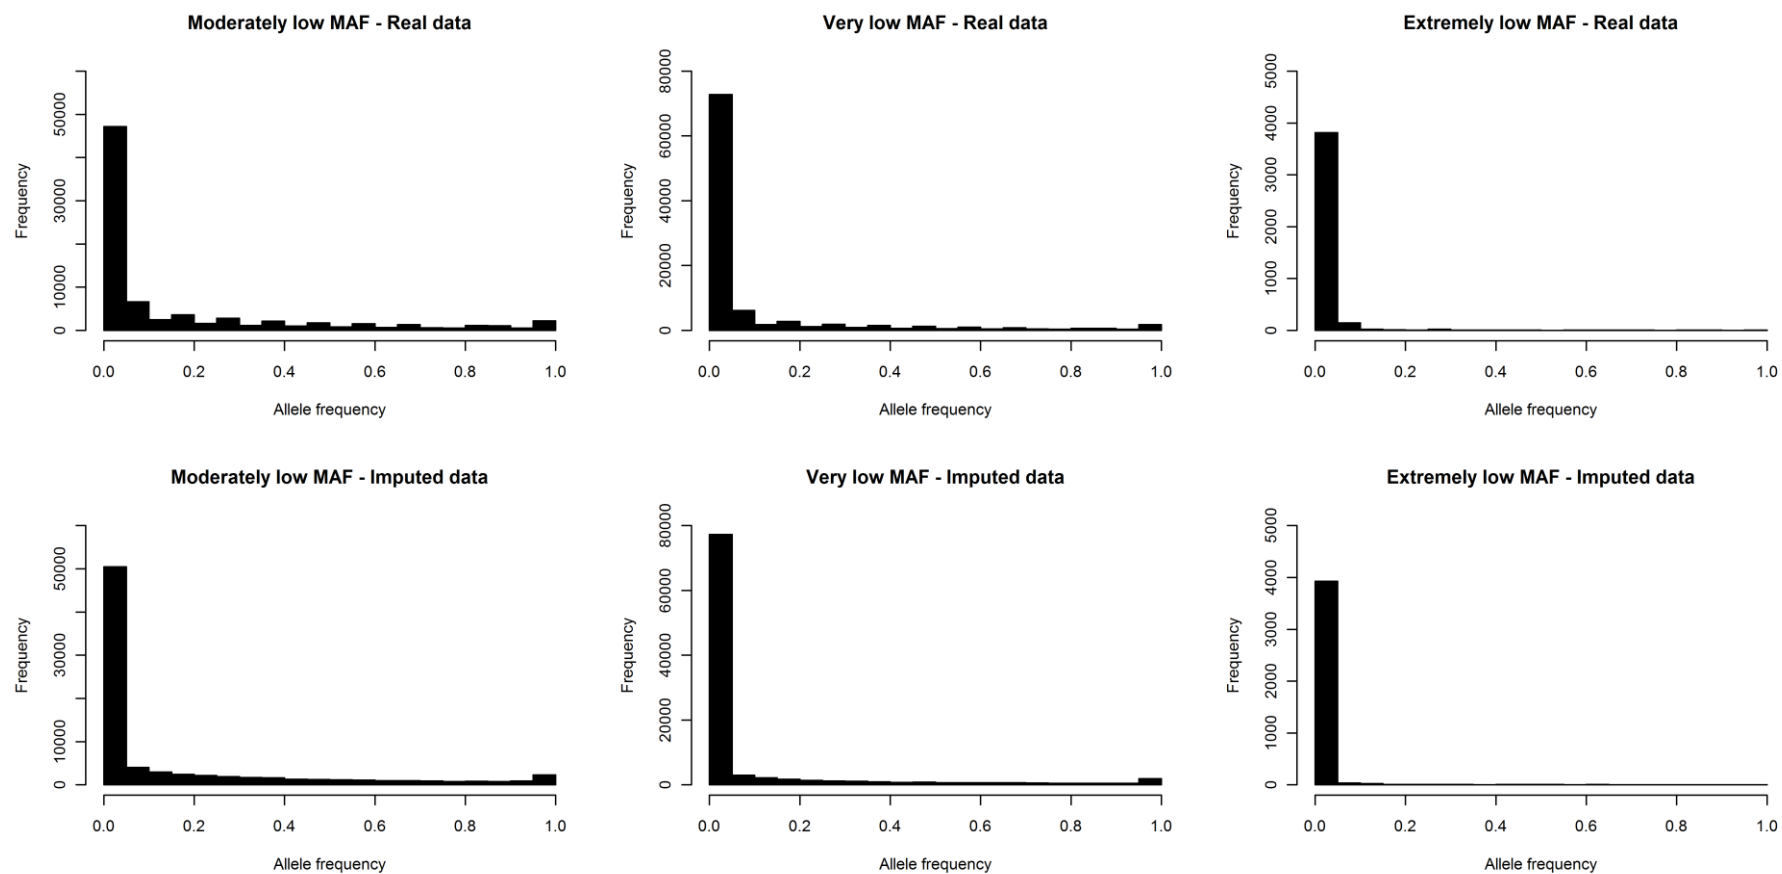 Moderately low MAF - Real data
Frequency
0
10000
30000
50000
0.0 0.2 0.4 0.6 0.8 1.0
Allele frequency
Very low MAF - Real data
Frequency
0
20000
40000
60000
80000
0.0 0.2 0.4 0.6 0.8 1.0
Allele frequency
Extremely low MAF - Real data
Frequency
0
1000
2000
3000
4000
5000
0.0 0.2 0.4 0.6 0.8 1.0
Allele frequency
Moderately low MAF - Imputed data
Frequency
0
10000
30000
50000
0.0 0.2 0.4 0.6 0.8 1.0
Allele frequency
Very low MAF - Imputed data
Frequency
0
20000
40000
60000
80000
0.0 0.2 0.4 0.6 0.8 1.0
Allele frequency
Extremely low MAF - Imputed data
Frequency
0
1000
2000
3000
4000
5000
0.0 0.2 0.4 0.6 0.8 1.0
Allele frequency